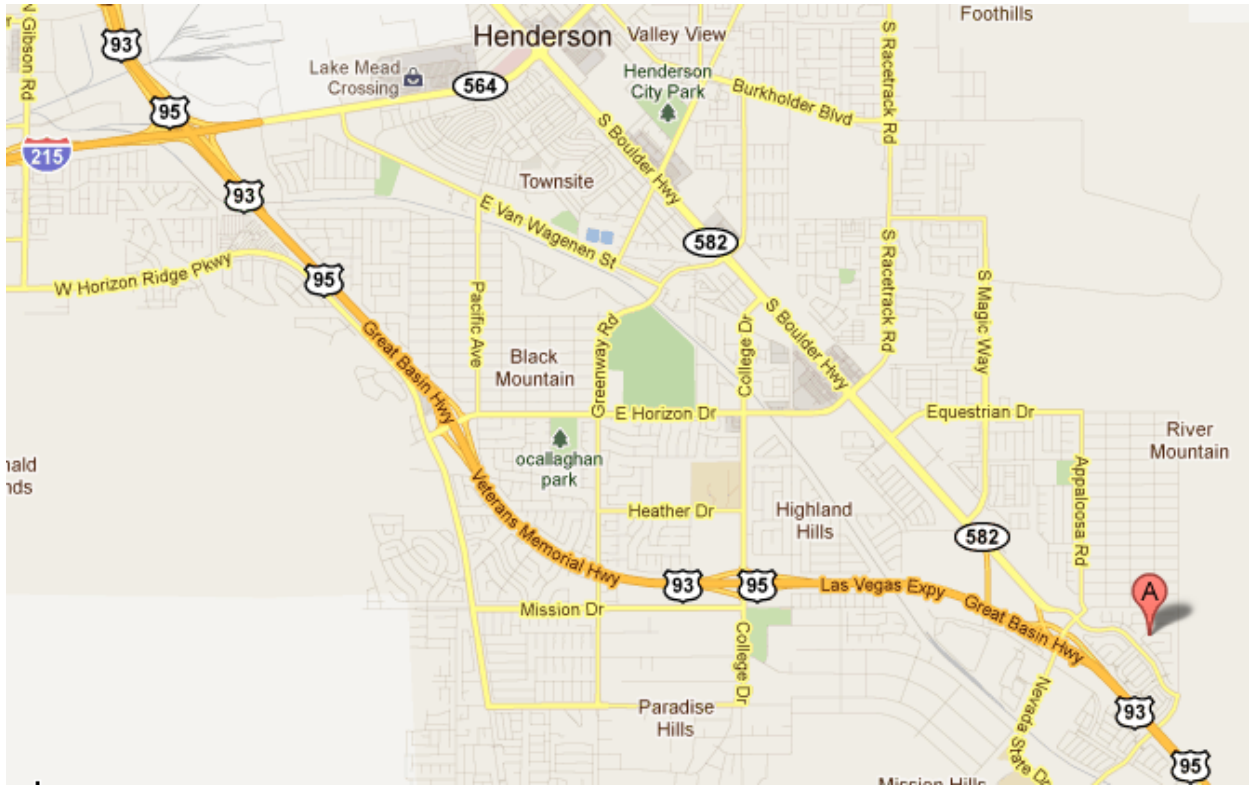 N Gibson Rd
93
95
215
Lake Mead
Crossing
564
Henderson
Valley View
Henderson
City Park
Burkholder Blvd
S Racetrack Rd
Foothills
S Boulder Hwy
Townsite
E Van Wagenen St
93
582
W Horizon Ridge Pkwy
95
Great Basin Hwy
Pacific Ave
Black
Mountain
Greenway Rd
College Dr
S Boulder Hwy
S Racetrack Rd
S Magic Way
E Horizon Dr
Equestrian Dr
River
Mountain
ocallaghan
park
Veterans Memorial Hwy
Heather Dr
Highland
Hills
582
Appaloosa Rd
93
95
Las Vegas Expy
Great Basin Hwy
A
Mission Dr
College Dr
Paradise
Hills
Nevada State Dr
93
95
Mission Hills
nald
nds